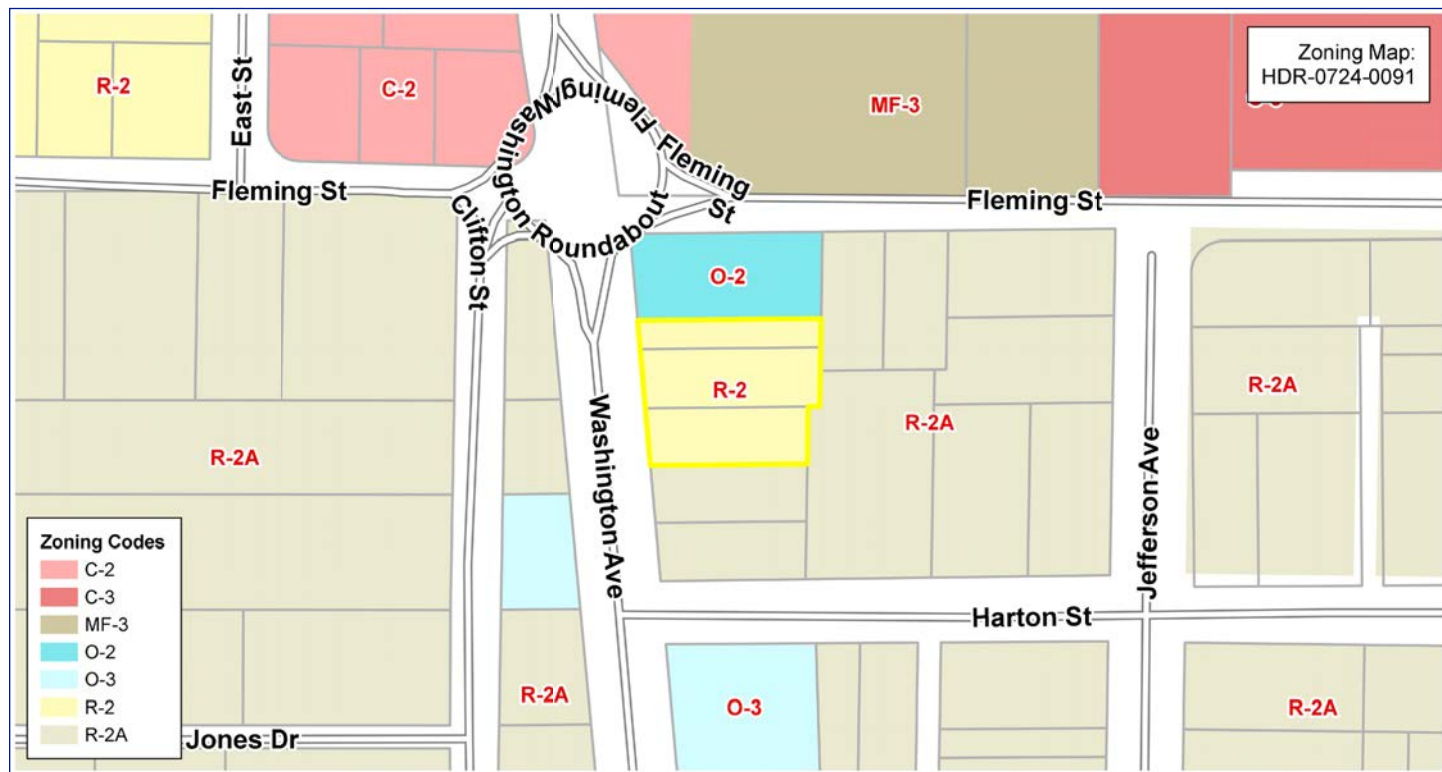 Zoning Map:
HDR-0724-0091
R-2
East St
C-2
Fleming/Washington Roundabout
Fleming St
MF-3
Fleming St
Clifton St
Fleming St
O-2
R-2
R-2A
R-2A
R-2A
Washington Ave
Jefferson Ave
Harton St
R-2A
O-3
R-2A
Jones Dr
Zoning Codes
C-2
C-3
MF-3
O-2
O-3
R-2
R-2A